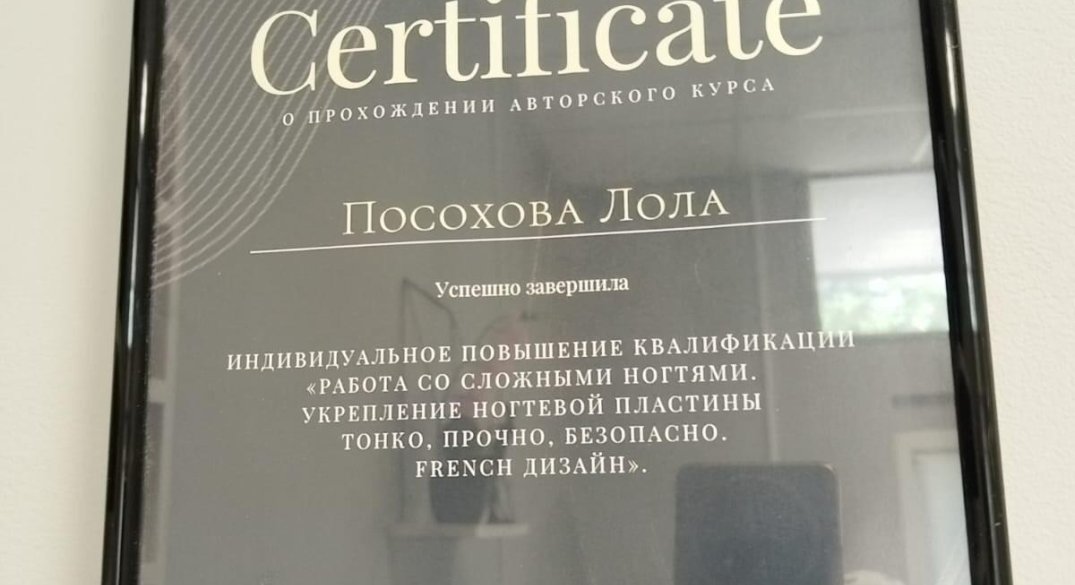 Certificate
О ПРОХОЖДЕНИИ АВТОРСКОГО КУРСА
ПОСОХОВА ЛОЛА
Успешно завершила
ИНДИВИДУАЛЬНОЕ ПОВЫШЕНИЕ КВАЛИФИКАЦИИ
«РАБОТА СО СЛОЖНЫМИ НОГТЯМИ.
УКРЕПЛЕНИЕ НОГТЕВОЙ ПЛАСТИНЫ
ТОНКО, ПРОЧНО, БЕЗОПАСНО.
FRENCH ДИЗАЙН».